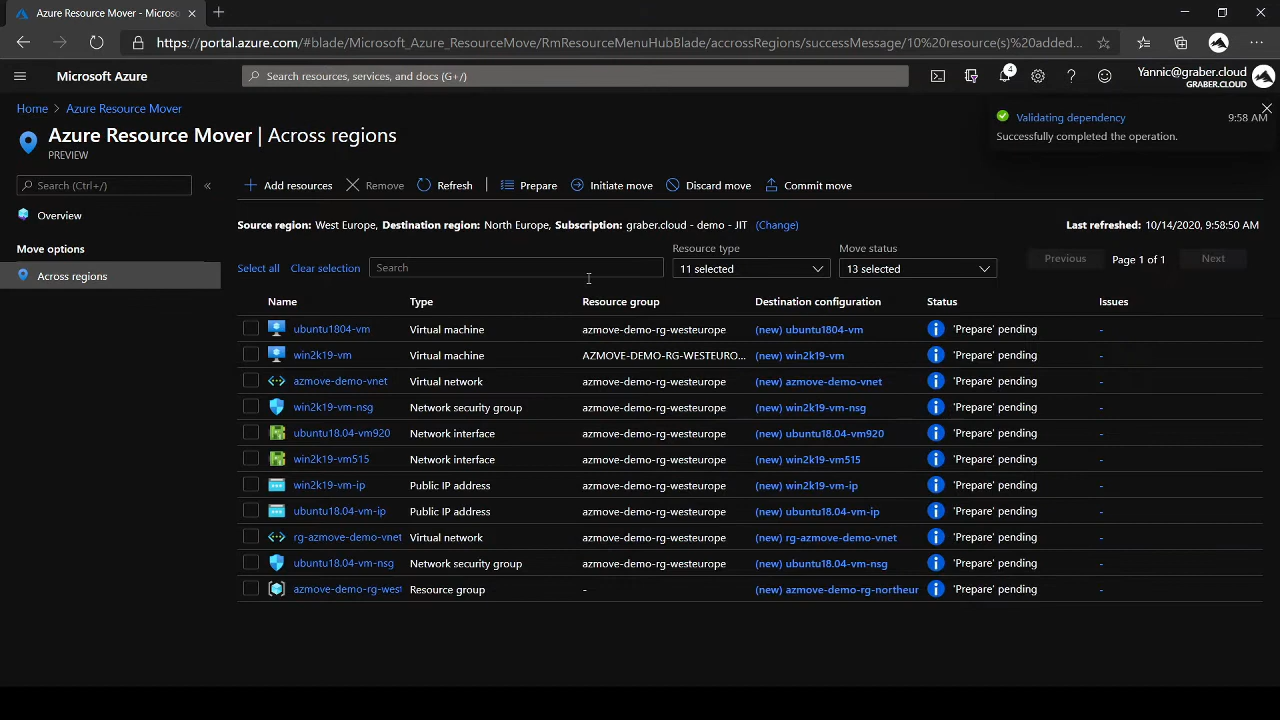 Azure Resource Mover - Micros
https://portal.azure.com/#blade/Microsoft_Azure_ResourceMove/RmResourceMenuHubBlade/accrossRegions/successMessage/10%20resource(s)%20added...
Microsoft Azure
Search resources, services, and docs (G+/)
4
Yannic@graber.cloud
GRABER.CLOUD
Home > Azure Resource Mover
Azure Resource Mover | Across regions
PREVIEW
Validating dependency
9:58 AM
Successfully completed the operation.
Search (Ctrl+/)
Overview
Move options
Across regions
Add resources
Remove
Refresh
Prepare
Initiate move
Discard move
Commit move
Source region: West Europe, Destination region: North Europe, Subscription: graber.cloud - demo - JIT (Change)
Last refreshed: 10/14/2020, 9:58:50 AM
Select all
Clear selection
Search
Resource type
11 selected
Move status
13 selected
Previous
Page 1 of 1
Next
Name Type Resource group Destination configuration Status Issues
ubuntu1804-vm Virtual machine azmove-demo-rg-westeurope (new) ubuntu1804-vm 'Prepare' pending -
win2k19-vm Virtual machine AZMOVE-DEMO-RG-WESTEURO... (new) win2k19-vm 'Prepare' pending -
azmove-demo-vnet Virtual network azmove-demo-rg-westeurope (new) azmove-demo-vnet 'Prepare' pending -
win2k19-vm-nsg Network security group azmove-demo-rg-westeurope (new) win2k19-vm-nsg 'Prepare' pending -
ubuntu18.04-vm920 Network interface azmove-demo-rg-westeurope (new) ubuntu18.04-vm920 'Prepare' pending -
win2k19-vm515 Network interface azmove-demo-rg-westeurope (new) win2k19-vm515 'Prepare' pending -
win2k19-vm-ip Public IP address azmove-demo-rg-westeurope (new) win2k19-vm-ip 'Prepare' pending -
ubuntu18.04-vm-ip Public IP address azmove-demo-rg-westeurope (new) ubuntu18.04-vm-ip 'Prepare' pending -
rg-azmove-demo-vnet Virtual network azmove-demo-rg-westeurope (new) rg-azmove-demo-vnet 'Prepare' pending -
ubuntu18.04-vm-nsg Network security group azmove-demo-rg-westeurope (new) ubuntu18.04-vm-nsg 'Prepare' pending -
azmove-demo-rg-west Resource group - (new) azmove-demo-rg-northeur 'Prepare' pending -